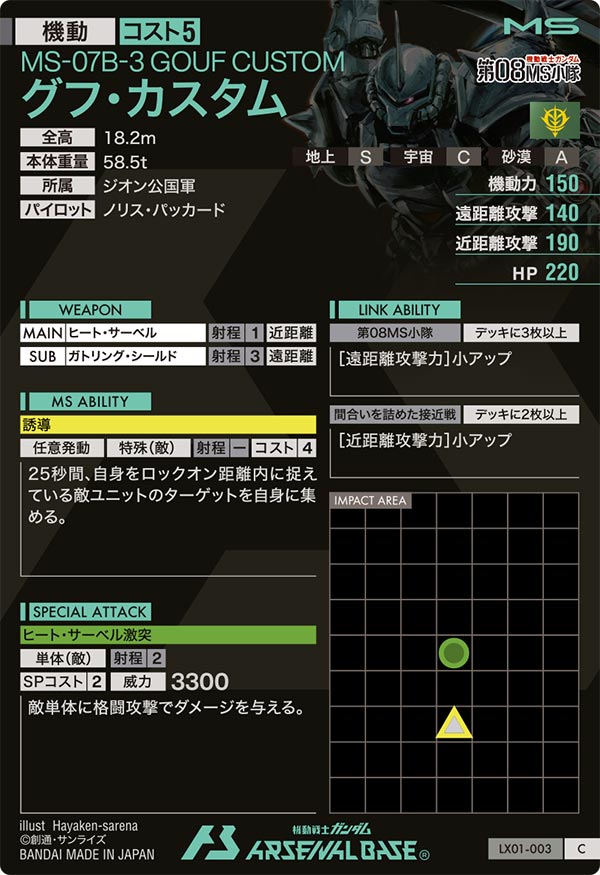 機動 コスト5
MS
MS-07B-3 GOUF CUSTOM
グフ・カスタム
機動戦士ガンダム
第08MS小隊
全高 18.2m
本体重量 58.5t
所属 ジオン公国軍
パイロット ノリス・パッカード
地上 S 宇宙 C 砂漠 A
機動力 150
遠距離攻撃 140
近距離攻撃 190
HP 220
WEAPON
MAIN ヒート・サーベル 射程 1 近距離
SUB ガトリング・シールド 射程 3 遠距離
MS ABILITY
誘導
任意発動 特殊(敵) 射程 ー コスト 4
25秒間、自身をロックオン距離内に捉え
ている敵ユニットのターゲットを自身に集
める。
SPECIAL ATTACK
ヒート・サーベル激突
単体(敵) 射程 2
SPコスト 2 威力 3300
敵単体に格闘攻撃でダメージを与える。
LINK ABILITY
第08MS小隊 デッキに3枚以上
[遠距離攻撃力]小アップ
間合いを詰めた接近戦 デッキに2枚以上
[近距離攻撃力]小アップ
IMPACT AREA
illust Hayaken-sarena
©創通・サンライズ
BANDAI MADE IN JAPAN
機動戦士ガンダム
ARSENAL BASE®
LX01-003 C